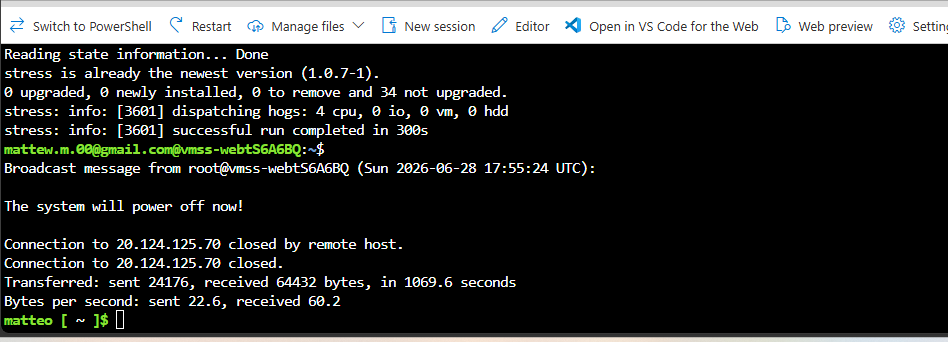 Switch to PowerShell Restart Manage files New session Editor Open in VS Code for the Web Web preview
Reading state information... Done
stress is already the newest version (1.0.7-1).
0 upgraded, 0 newly installed, 0 to remove and 34 not upgraded.
stress: info: [3601] dispatching hogs: 4 cpu, 0 io, 0 vm, 0 hdd
stress: info: [3601] successful run completed in 300s
mattew.m.00@gmail.com@vmss-webtS6A6BQ:~$
Broadcast message from root@vmss-webtS6A6BQ (Sun 2026-06-28 17:55:24 UTC):
The system will power off now!
Connection to 20.124.125.70 closed by remote host.
Connection to 20.124.125.70 closed.
Transferred: sent 24176, received 64432 bytes, in 1069.6 seconds
Bytes per second: sent 22.6, received 60.2
matteo [ ~ ]$